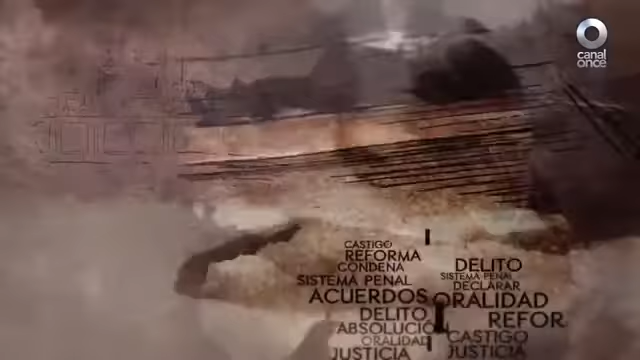 canal
once
CASTIGO
REFORMA
CONDENA
SISTEMA PENAL
ACUERDOS
DELITO
ABSOLUCIÓ
ORALIDAD
JUSTICIA
DELITO
SISTEMA PENAL
DECLARAR
ORALIDAD
REFOR
CASTIGO
JUSTICIA